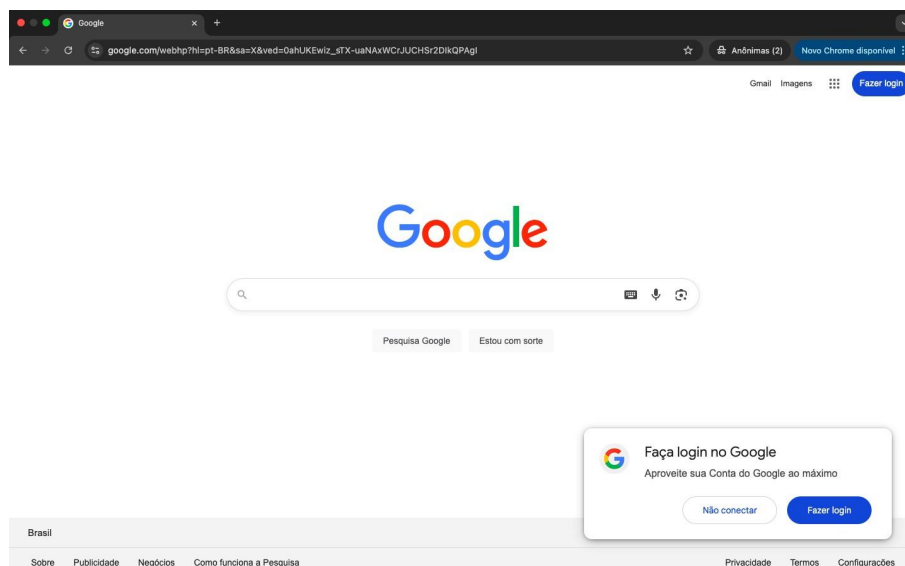 Google
google.com/webhp?hl=pt-BR&sa=X&ved=0ahUKEwiz_sTX-uaNAxWCrJUCHSr2DIkQPAgI
Anônimas (2)
Novo Chrome disponível
Gmail Imagens
Fazer login
Google
Pesquisa Google
Estou com sorte
Faça login no Google
Aproveite sua Conta do Google ao máximo
Não conectar
Fazer login
Brasil
Sobre Publicidade Negócios Como funciona a Pesquisa
Privacidade Termos Configurações